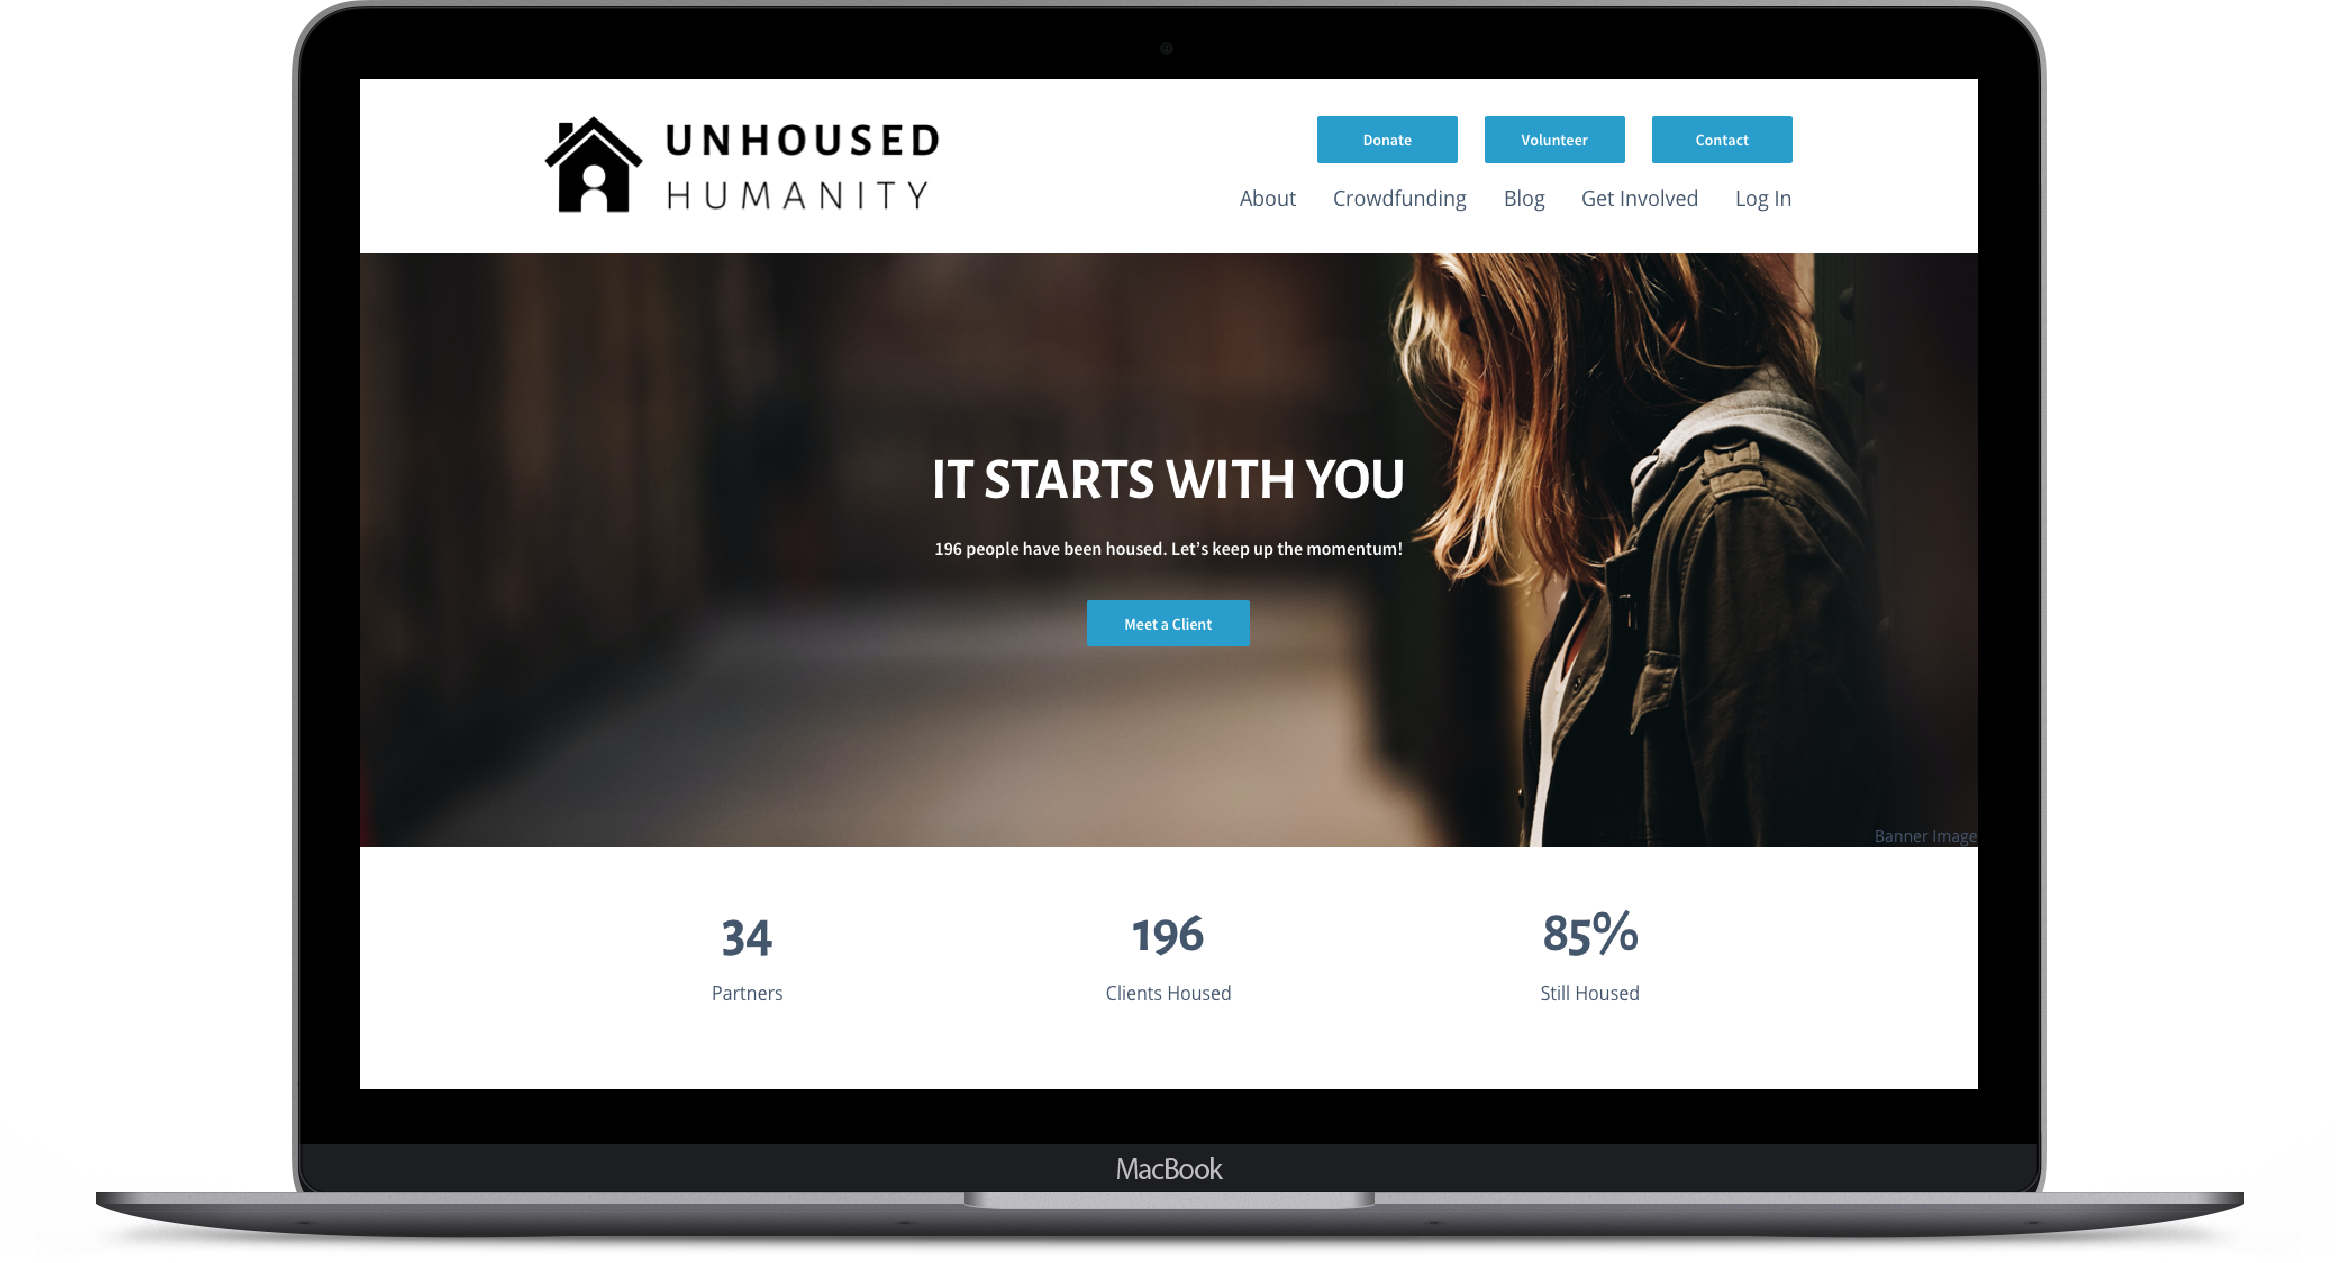 UNHOUSED
HUMANITY
Donate Volunteer Contact
About Crowdfunding Blog Get Involved Log In
IT STARTS WITH YOU
196 people have been housed. Let's keep up the momentum!
Meet a Client
Banner Image
34 196 85%
Partners Clients Housed Still Housed
MacBook